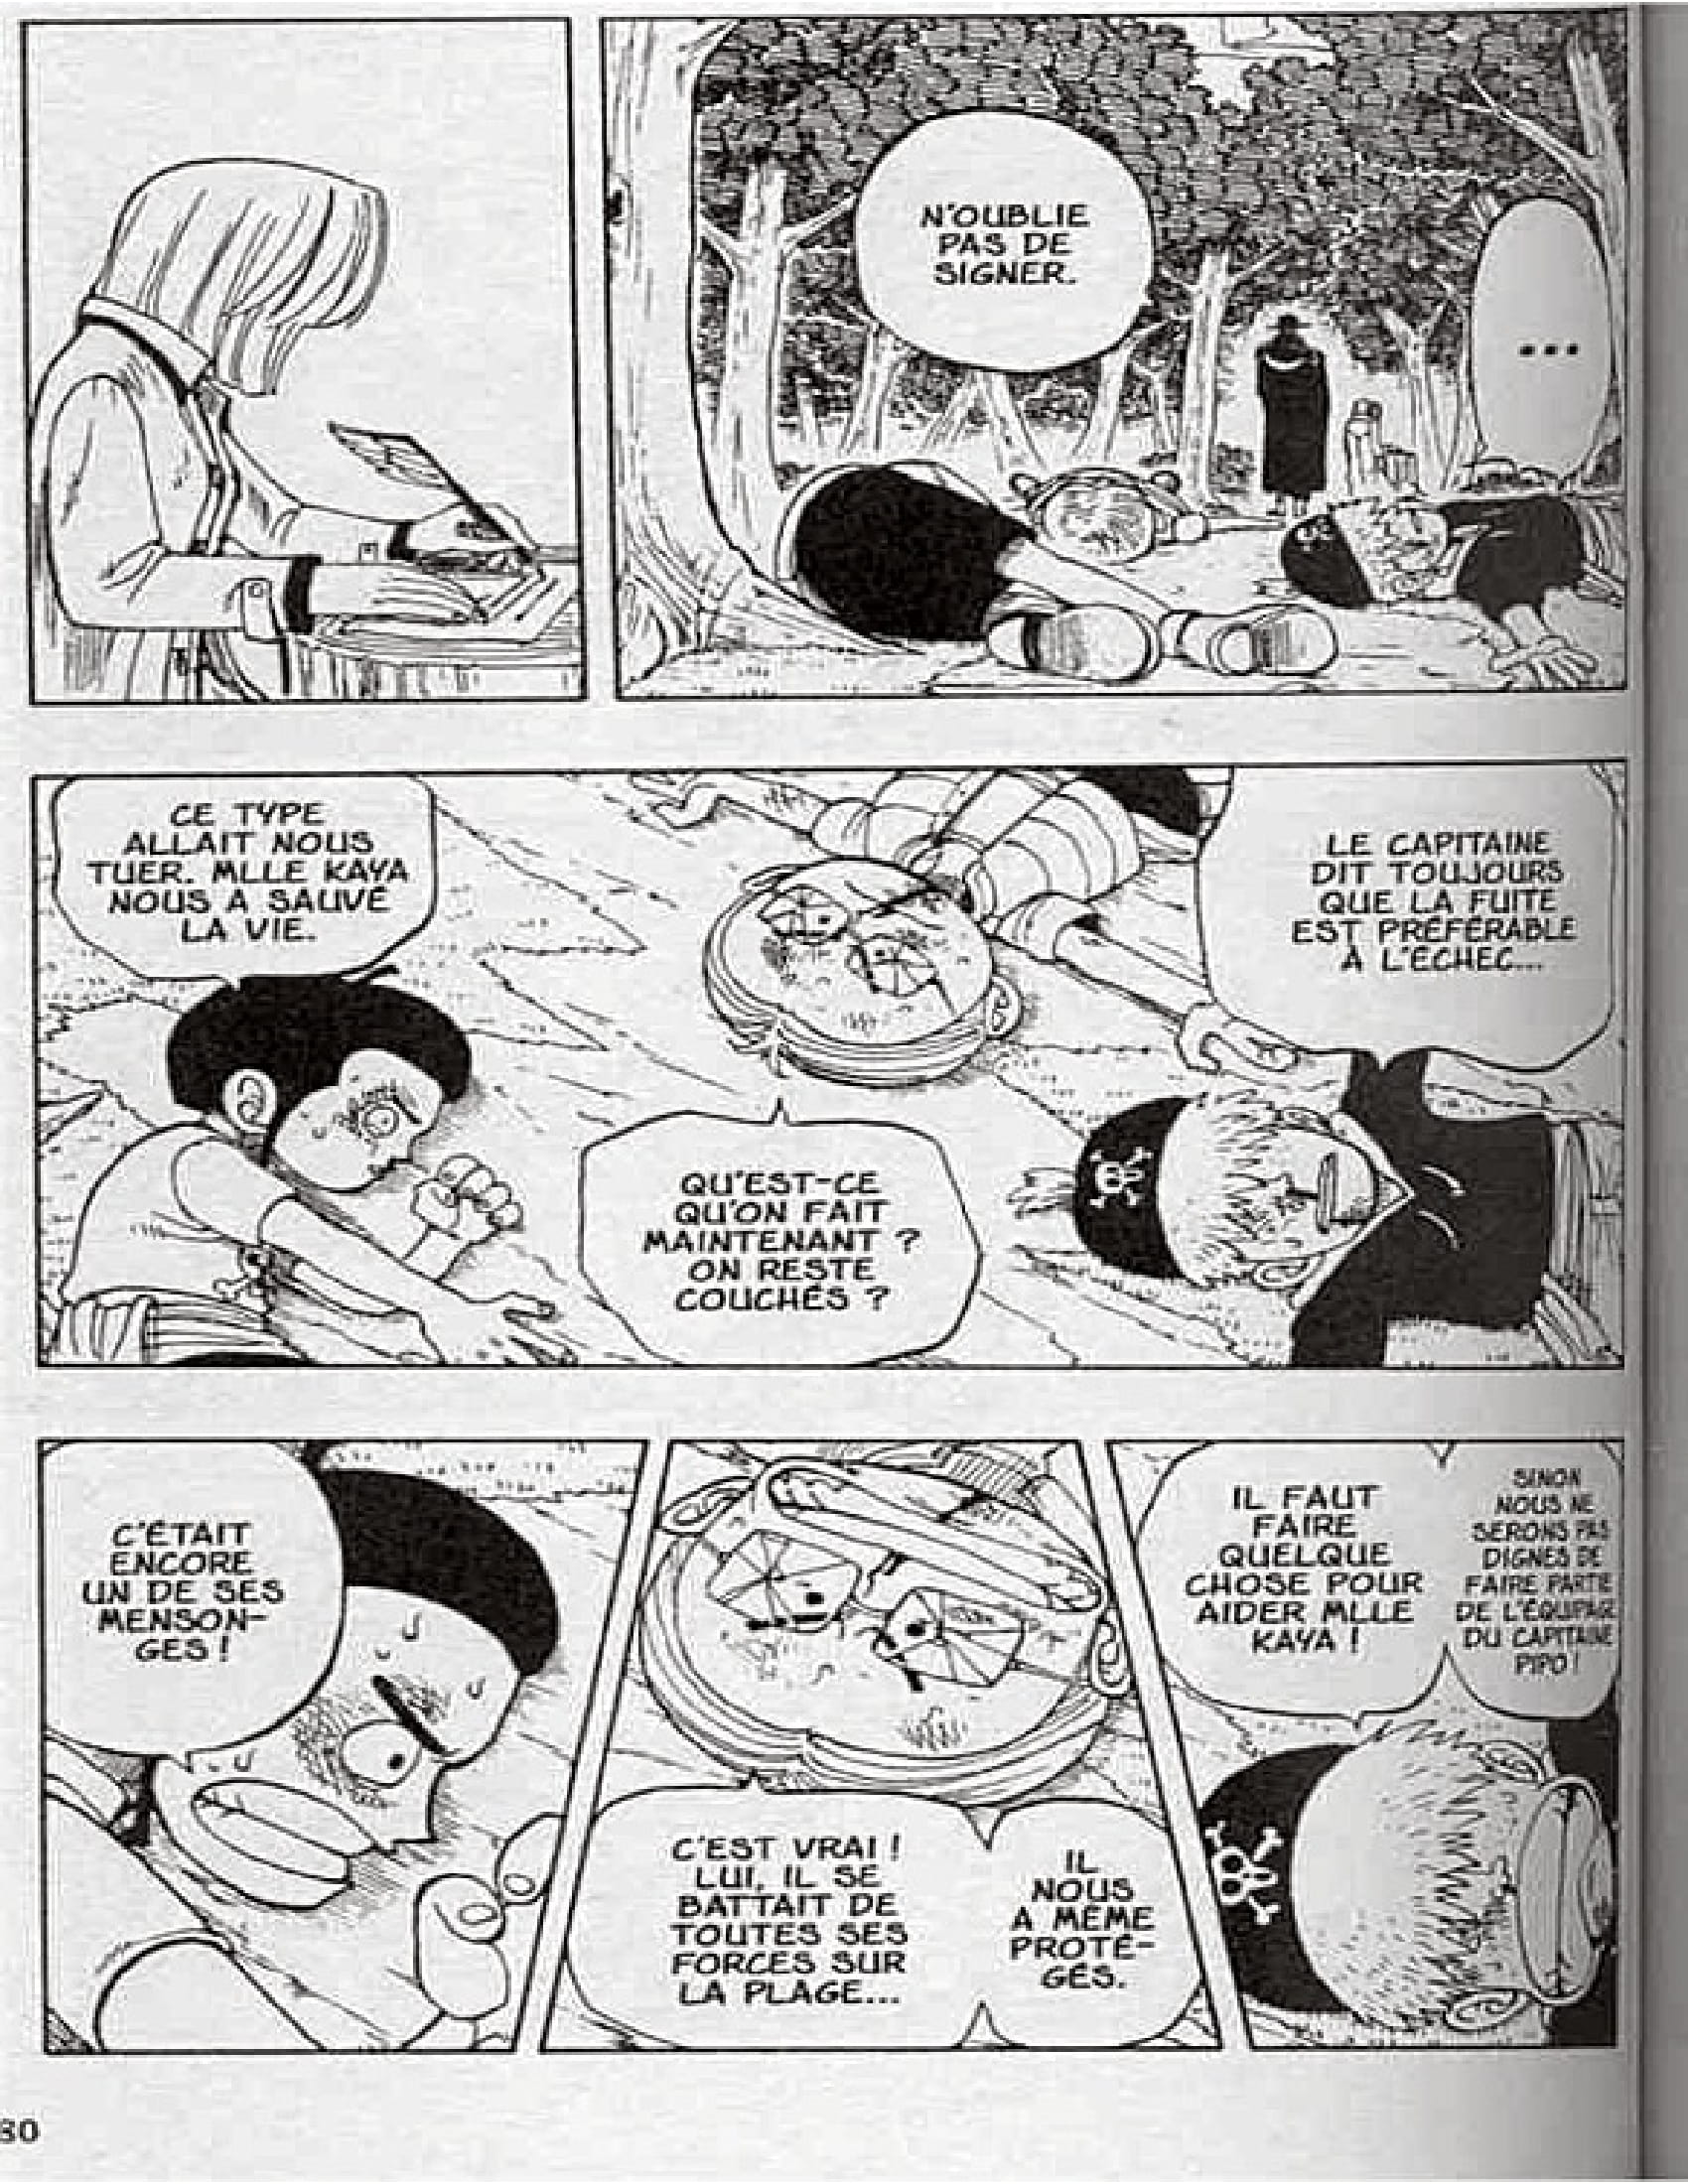 ...
N'OUBLIE
PAS DE
SIGNER.
LE CAPITAINE
DIT TOUJOURS
QUE LA FUITE
EST PRÉFÉRABLE
À L'ÉCHEC...
QU'EST-CE
QU'ON FAIT
MAINTENANT ?
ON RESTE
COUCHÉS ?
CE TYPE
ALLAIT NOUS
TUER. MLLE KAYA
NOUS A SAUVÉ
LA VIE.
SINON
NOUS NE
SERONS PAS
DIGNES DE
FAIRE PARTIE
DE L'ÉQUIPAGE
DU CAPITAINE
PIPO !
IL FAUT
FAIRE
QUELQUE
CHOSE POUR
AIDER MLLE
KAYA !
IL
NOUS
A MÊME
PROTÉ-
GÉS.
C'EST VRAI !
LUI, IL SE
BATTAIT DE
TOUTES SES
FORCES SUR
LA PLAGE...
C'ÉTAIT
ENCORE
UN DE SES
MENSON-
GES !
80